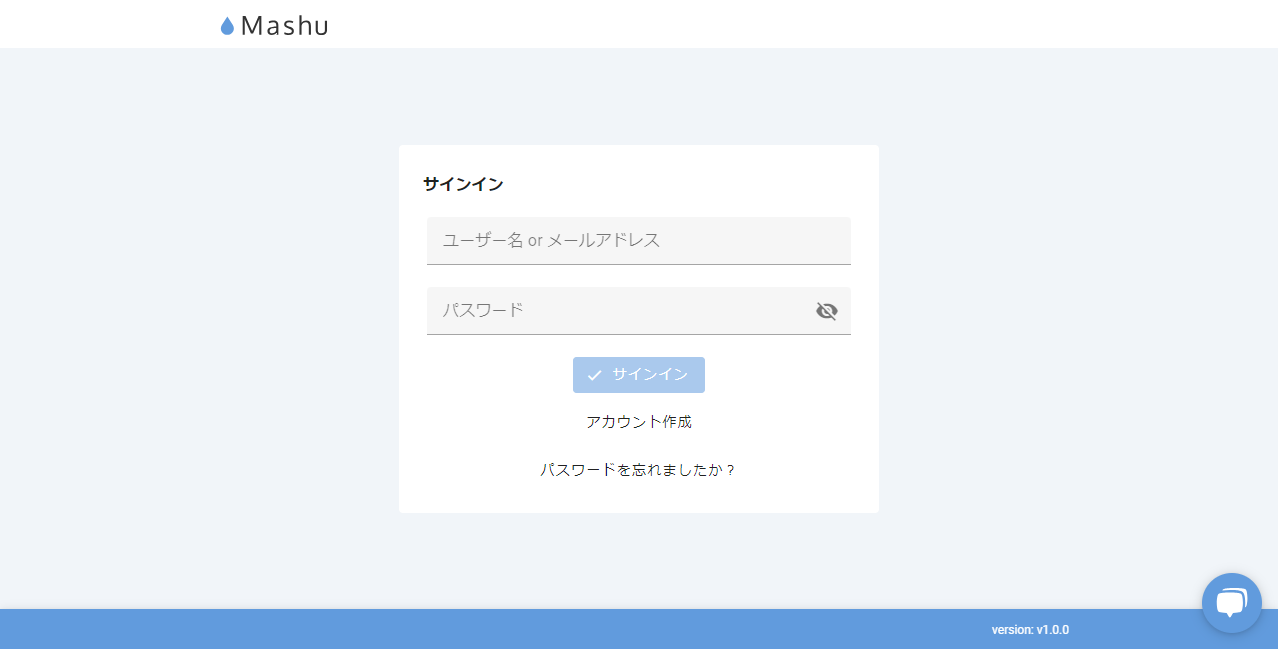 Mashu
サインイン
ユーザー名 or メールアドレス
パスワード
サインイン
アカウント作成
パスワードを忘れましたか？
version: v1.0.0